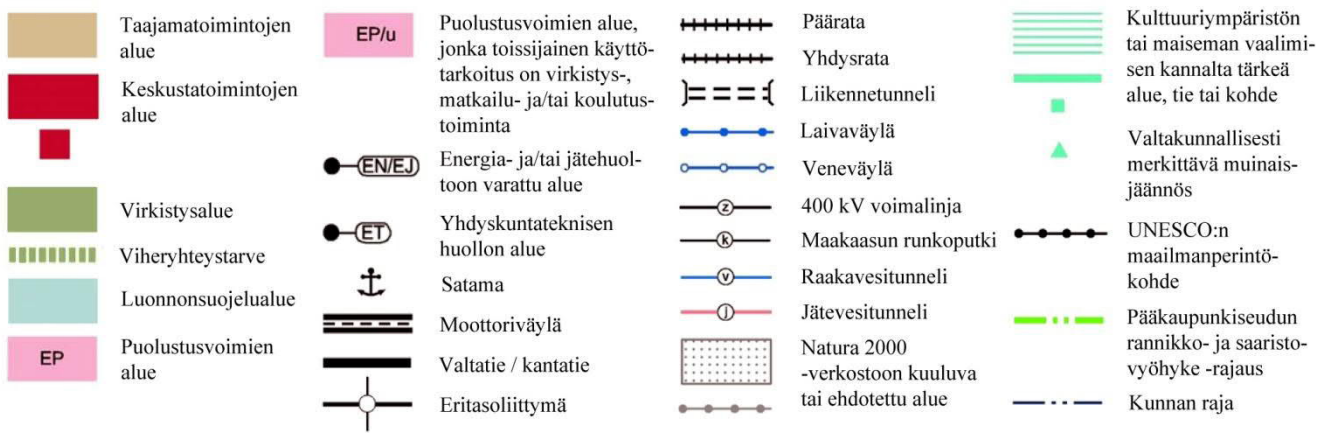 Taajamatoimintojen
alue
Keskustatoimintojen
alue
Virkistysalue
Viheryhteystarve
Luonnonsuojelualue
EP
Puolustusvoimien
alue
EP/u
Puolustusvoimien alue,
jonka toissijainen käyttö-
tarkoitus on virkistys-,
matkailu- ja/tai koulutus-
toiminta
EN/EJ
Energia- ja/tai jätehuol-
toon varattu alue
ET
Yhdyskuntateknisen
huollon alue
Satama
Moottoriväylä
Valtatie / kantatie
Eritasoliittymä
Päärata
Yhdysrata
Liikennetunneli
Laivaväylä
Veneväylä
z
400 kV voimalinja
k
Maakaasun runkoputki
v
Raakavesitunneli
j
Jätevesitunneli
Natura 2000
-verkostoon kuuluva
tai ehdotettu alue
Kulttuuriympäristön
tai maiseman vaalimi-
sen kannalta tärkeä
alue, tie tai kohde
Valtakunnallisesti
merkittävä muinais-
jäännös
UNESCO:n
maailmanperintö-
kohde
Pääkaupunkiseudun
rannikko- ja saaristo-
vyöhyke -rajaus
Kunnan raja